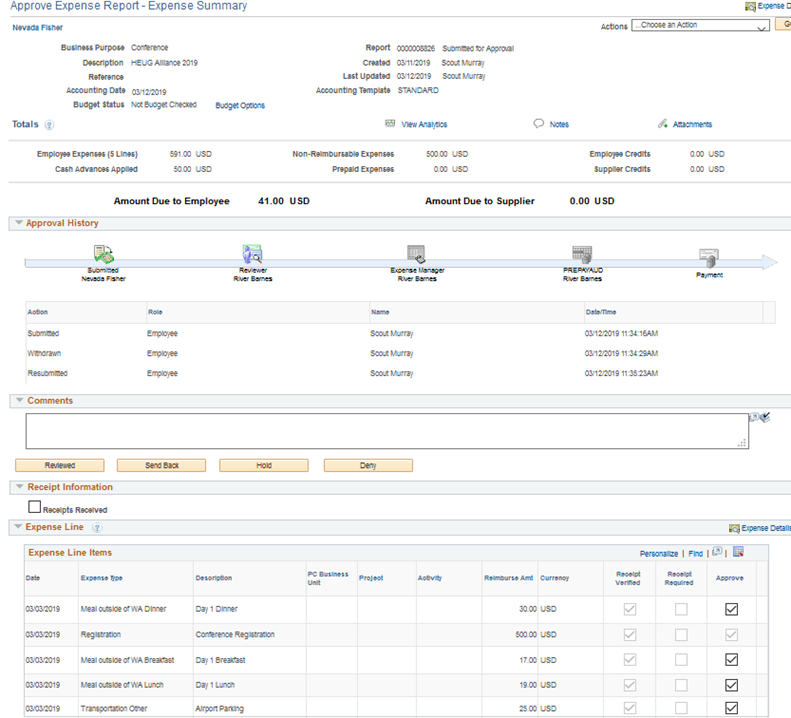 Approve Expense Report - Expense Summary
Expense D
Nevada Fisher
Actions ...Choose an Action
G
Business Purpose Conference
Report 0000008826 Submitted for Approval
Description HEUG Alliance 2019
Created 03/11/2019 Scout Murray
Reference
Last Updated 03/12/2019 Scout Murray
Accounting Date 03/12/2019
Accounting Template STANDARD
Budget Status Not Budget Checked Budget Options
Totals ?
View Analytics Notes Attachments
Employee Expenses (5 Lines) 591.00 USD Non-Reimbursable Expenses 500.00 USD Employee Credits 0.00 USD
Cash Advances Applied 50.00 USD Prepaid Expenses 0.00 USD Supplier Credits 0.00 USD
Amount Due to Employee 41.00 USD Amount Due to Supplier 0.00 USD
Approval History
Submitted Reviewer Expense Manager PREPAYAUD Payment
Nevada Fisher River Barnes River Barnes River Barnes
Action Role Name Date/Time
Submitted Employee Scout Murray 03/12/2019 11:34:16AM
Withdrawn Employee Scout Murray 03/12/2019 11:34:29AM
Resubmitted Employee Scout Murray 03/12/2019 11:35:23AM
Comments
Reviewed Send Back Hold Deny
Receipt Information
Receipts Received
Expense Line ?
Expense Details
Expense Line Items
Personalize | Find | |
Date Expense Type Description PC Business Unit Project Activity Reimburse Amt Currency Receipt Verified Receipt Required Approve
03/03/2019 Meal outside of WA Dinner Day 1 Dinner 30.00 USD
03/03/2019 Registration Conference Registration 500.00 USD
03/03/2019 Meal outside of WA Breakfast Day 1 Breakfast 17.00 USD
03/03/2019 Meal outside of WA Lunch Day 1 Lunch 19.00 USD
03/03/2019 Transportation Other Airport Parking 25.00 USD